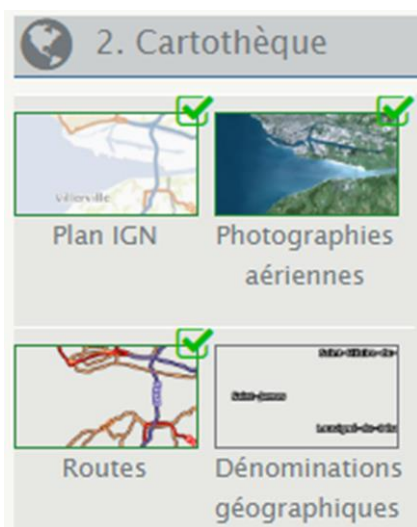 2. Cartothèque
Villerville
Plan IGN
Photographies
aériennes
Routes
Dénominations
géographiques